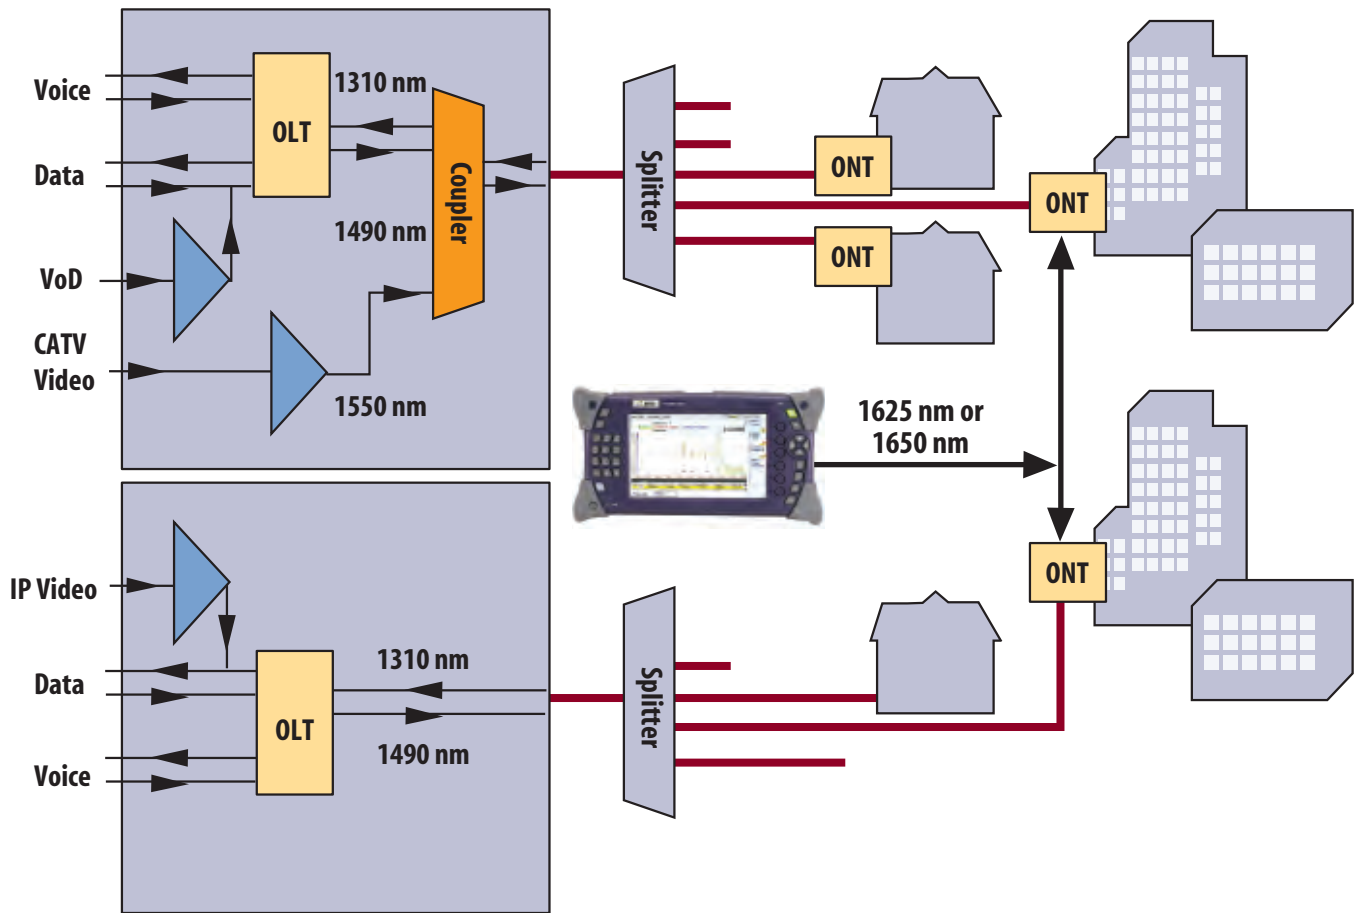 Voice
Data
VoD
CATV
Video
OLT
1310 nm
1490 nm
1550 nm
Coupler
Splitter
ONT
ONT
ONT
1625 nm or
1650 nm
IP Video
Data
Voice
OLT
1310 nm
1490 nm
Splitter
ONT